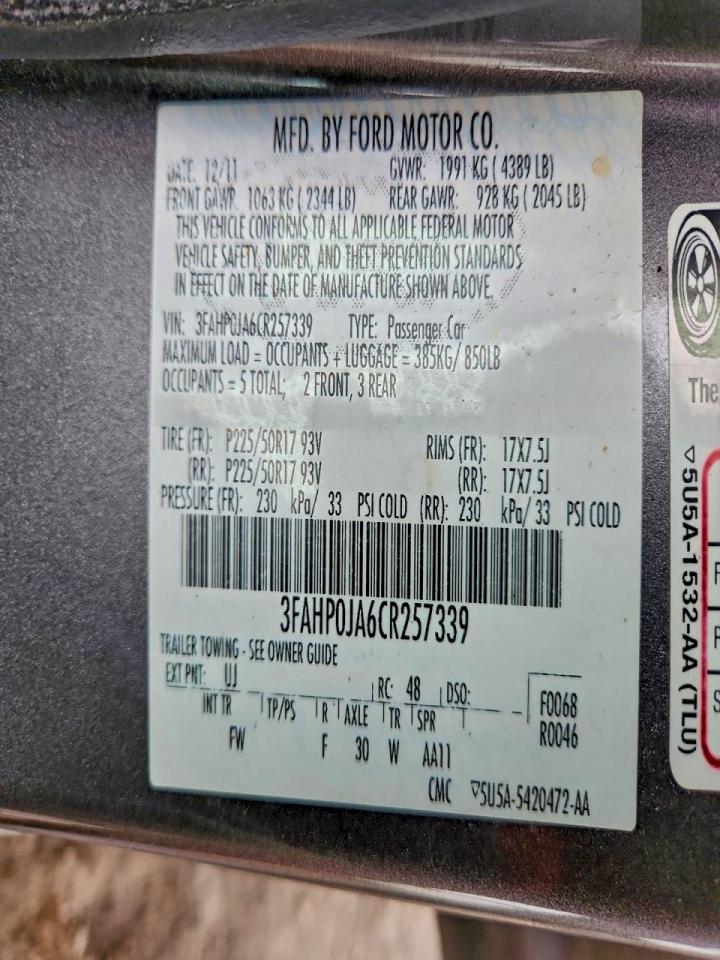 MFD. BY FORD MOTOR CO.
DATE: 12/11 GVWR: 1991 KG ( 4389 LB)
FRONT GAWR: 1063 KG ( 2344 LB) REAR GAWR: 928 KG ( 2045 LB)
THIS VEHICLE CONFORMS TO ALL APPLICABLE FEDERAL MOTOR
VEHICLE SAFETY, BUMPER, AND THEFT PREVENTION STANDARDS
IN EFFECT ON THE DATE OF MANUFACTURE SHOWN ABOVE.
VIN: 3FAHP0JA6CR257339 TYPE: Passenger Car
MAXIMUM LOAD = OCCUPANTS + LUGGAGE = 385KG/ 850LB
OCCUPANTS = 5 TOTAL, 2 FRONT, 3 REAR
TIRE (FR): P225/50R17 93V RIMS (FR): 17X7.5J
(RR): P225/50R17 93V (RR): 17X7.5J
PRESSURE (FR): 230 kPa/ 33 PSI COLD (RR): 230 kPa/ 33 PSI COLD
3FAHP0JA6CR257339
TRAILER TOWING - SEE OWNER GUIDE
EXT PNT: UJ RC: 48 DSO: F0068
INT TR TP/PS R AXLE TR SPR R0046
FW F 30 W AA11
CMC ▽5U5A-5420472-AA
The
▽5U5A-1532-AA (TLU)
E
E
S